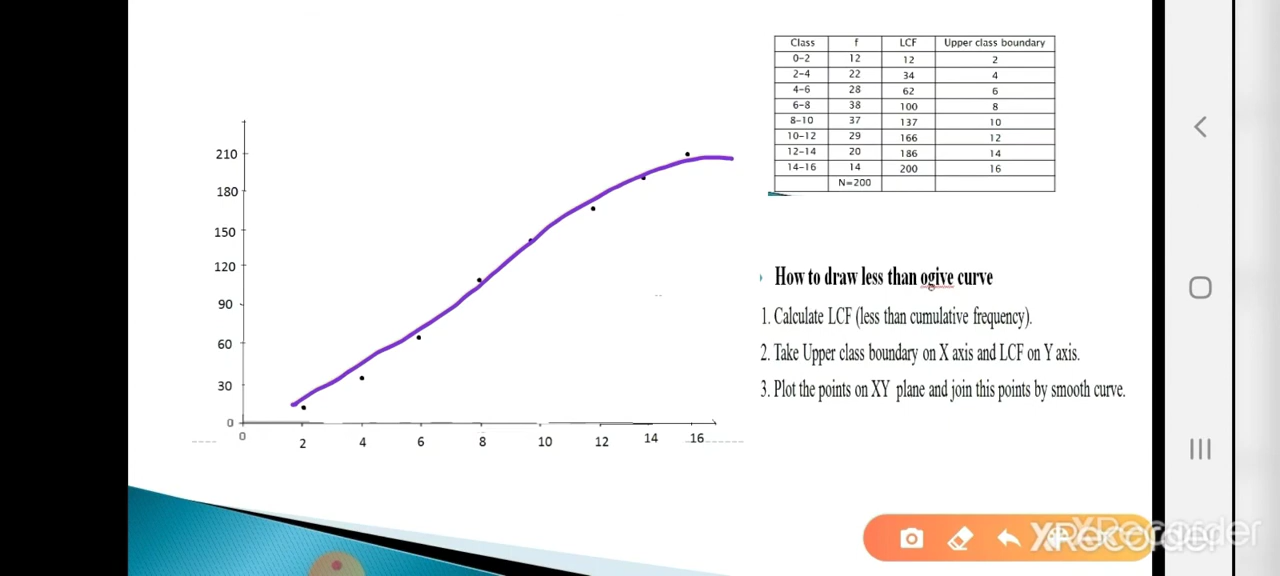 Class f LCF Upper class boundary
0-2 12 12 2
2-4 22 34 4
4-6 28 62 6
6-8 38 100 8
8-10 37 137 10
10-12 29 166 12
12-14 20 186 14
14-16 14 200 16
N=200
210
180
150
120
90
60
30
0
0 2 4 6 8 10 12 14 16
How to draw less than ogive curve
1. Calculate LCF (less than cumulative frequency).
2. Take Upper class boundary on X axis and LCF on Y axis.
3. Plot the points on XY plane and join this points by smooth curve.
XRecorder